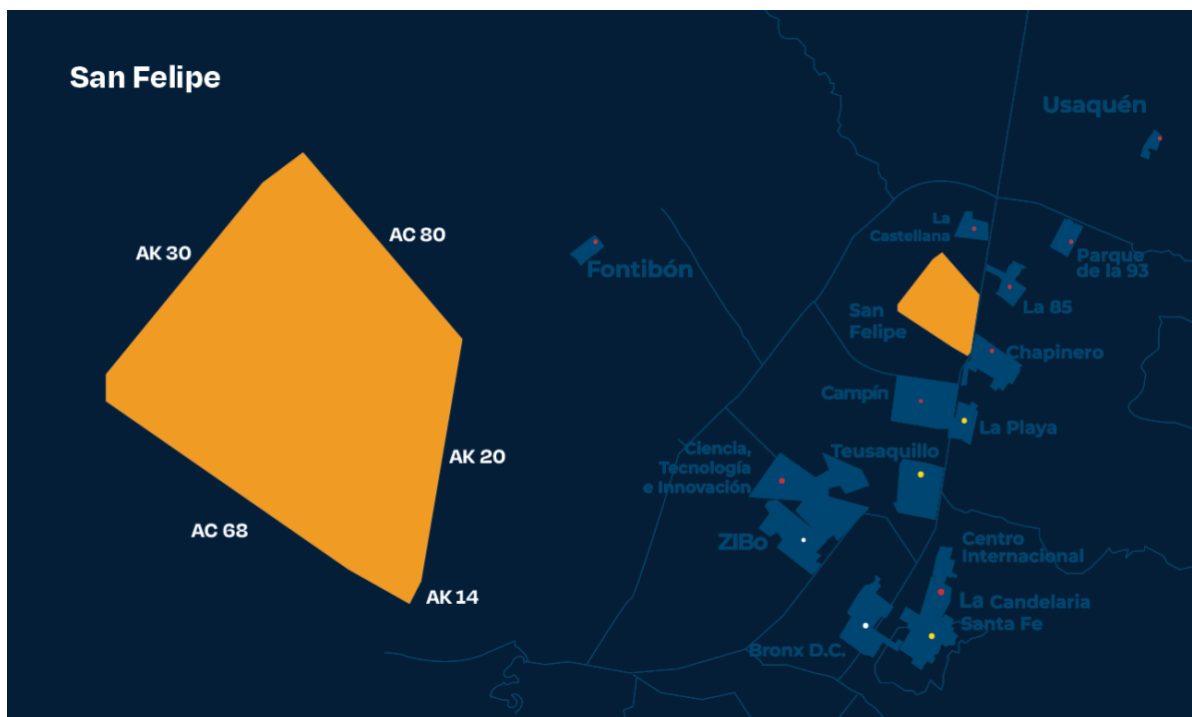 San Felipe
AK 30
AC 80
AK 20
AC 68
AK 14
Usaquén
La
Castellana
Parque
de la 93
Fontibón
La 85
San
Felipe
Chapinero
Campín
La Playa
Teusaquillo
Ciencia,
Tecnología
e Innovación
ZIBo
Centro
Internacional
La Candelaria
Santa Fe
Bronx D.C.